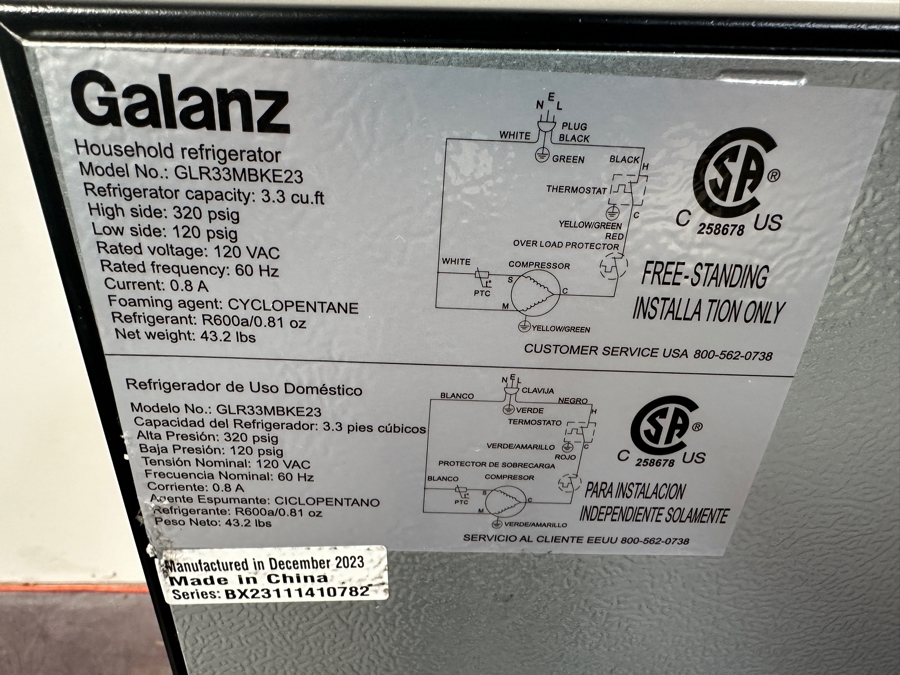 Galanz
Household refrigerator
Model No.: GLR33MBKE23
Refrigerator capacity: 3.3 cu.ft
High side: 320 psig
Low side: 120 psig
Rated voltage: 120 VAC
Rated frequency: 60 Hz
Current: 0.8 A
Foaming agent: CYCLOPENTANE
Refrigerant: R600a/0.81 oz
Net weight: 43.2 lbs
N E L
PLUG
WHITE
BLACK
GREEN
BLACK
H
THERMOSTAT
C
YELLOW/GREEN
RED
OVER LOAD PROTECTOR
WHITE
COMPRESSOR
PTC
S
C
M
YELLOW/GREEN
CSA ®
C 258678 US
FREE-STANDING
INSTALLATION ONLY
CUSTOMER SERVICE USA 800-562-0738
Refrigerador de Uso Doméstico
Modelo No.: GLR33MBKE23
Capacidad del Refrigerador: 3.3 pies cúbicos
Alta Presión: 320 psig
Baja Presión: 120 psig
Tensión Nominal: 120 VAC
Frecuencia Nominal: 60 Hz
Corriente: 0.8 A
Agente Espumante: CICLOPENTANO
Refrigerante: R600a/0.81 oz
Peso Neto: 43.2 lbs
N E L
CLAVIJA
BLANCO
NEGRO
VERDE
H
TERMOSTATO
VERDE/AMARILLO
C
ROJO
PROTECTOR DE SOBRECARGA
BLANCO
COMPRESOR
PTC
S
C
M
VERDE/AMARILLO
CSA ®
C 258678 US
PARA INSTALACION
INDEPENDIENTE SOLAMENTE
SERVICIO AL CLIENTE EEUU 800-562-0738
Manufactured in December 2023
Made in China
Series: BX23111410782